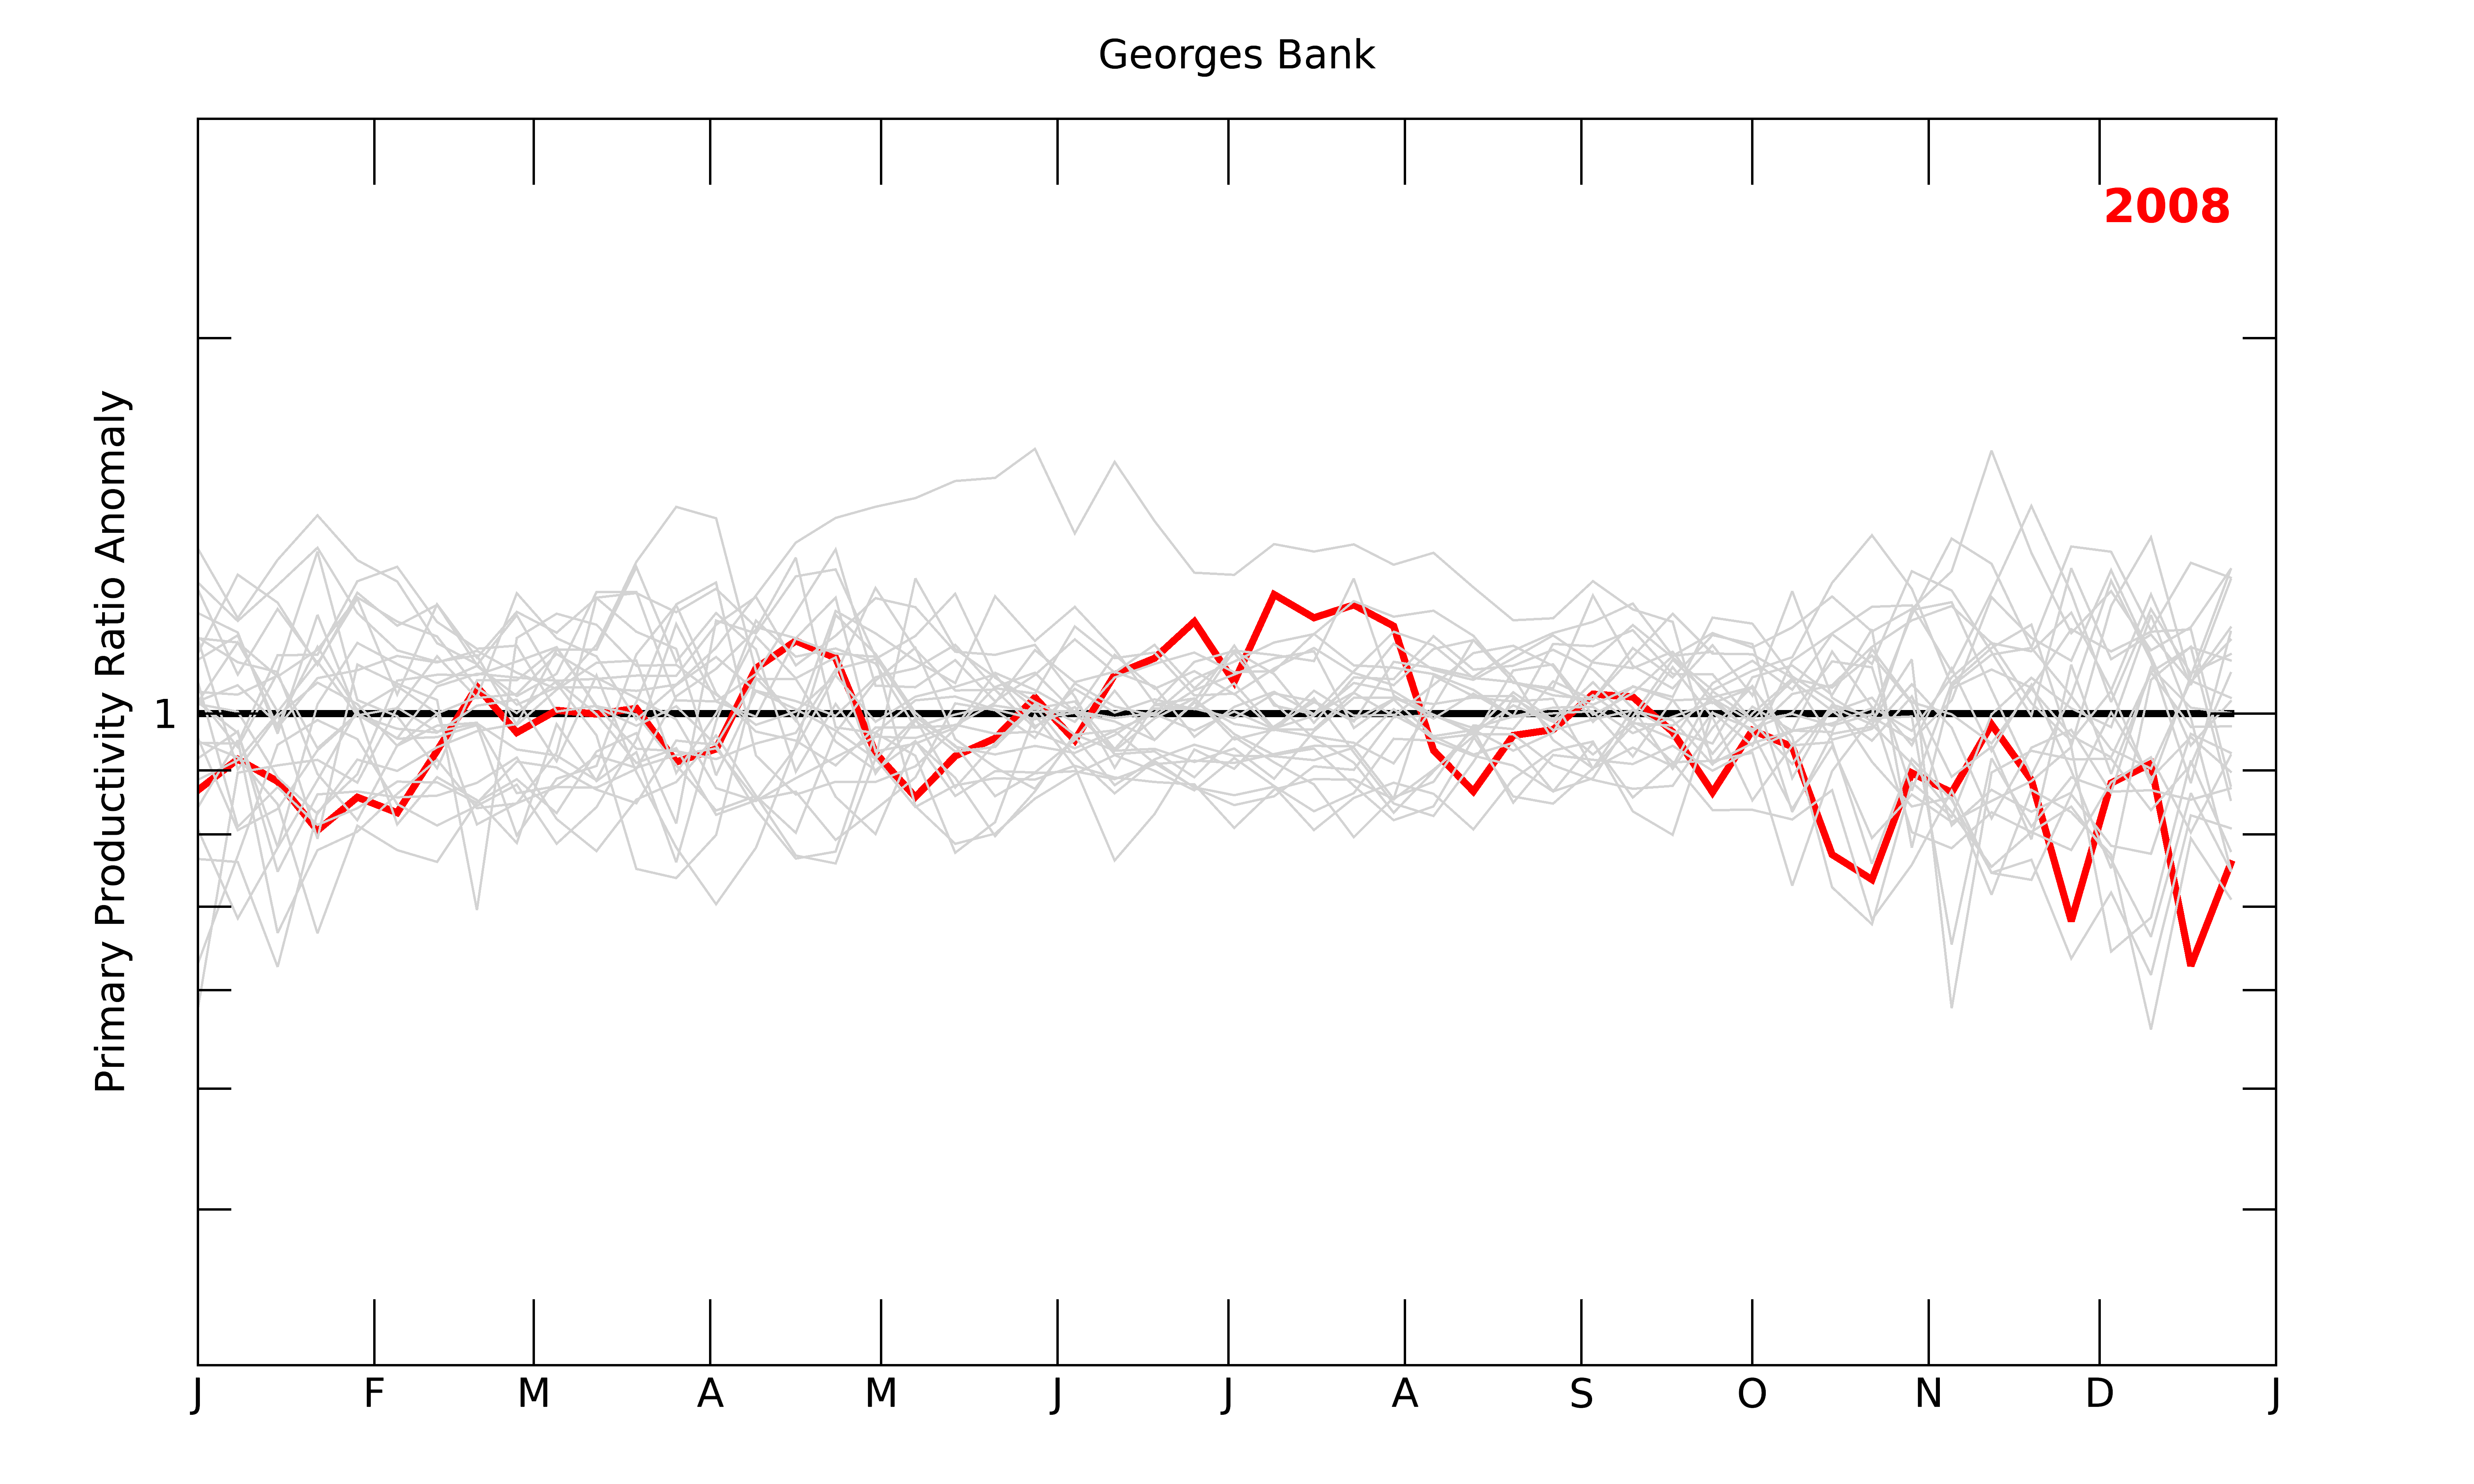 Georges Bank
2008
Primary Productivity Ratio Anomaly
1
J F M A M J J A S O N D J